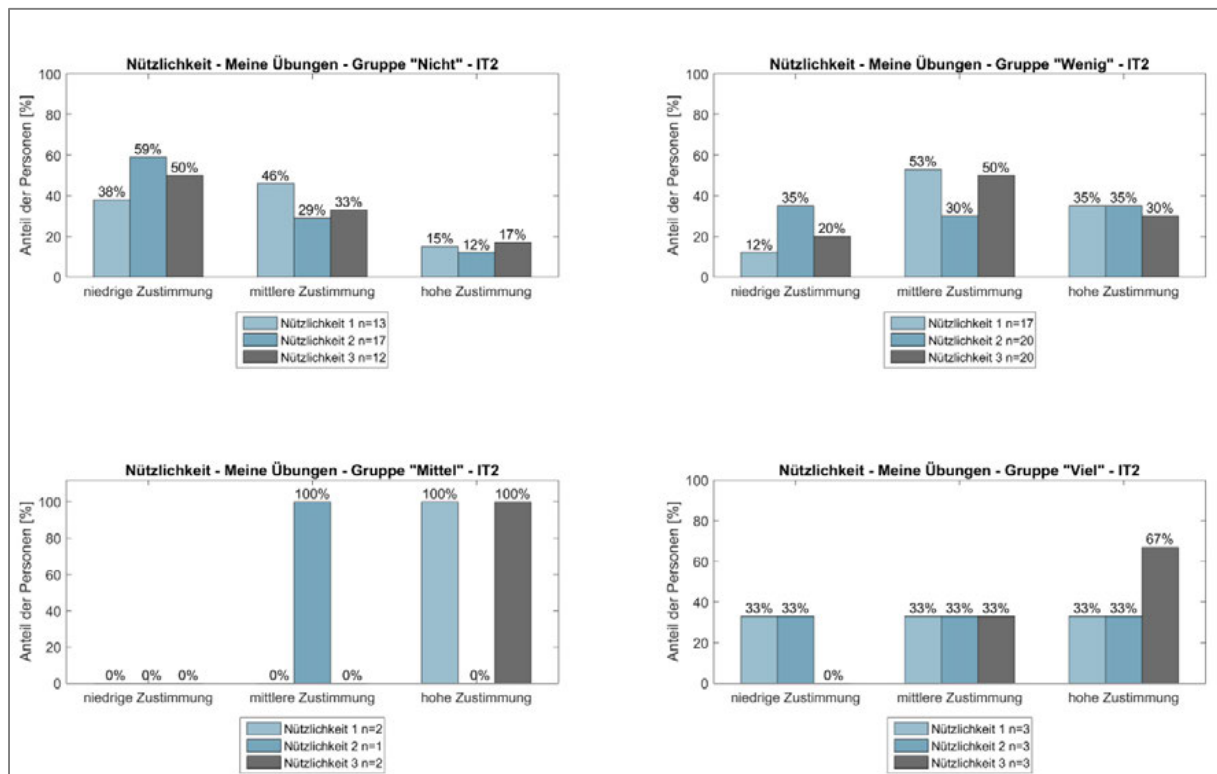 Nützlichkeit - Meine Übungen - Gruppe "Nicht" - IT2
Anteil der Personen [%]
100
80
60
40
20
0
38%
59%
50%
46%
29%
33%
15%
12%
17%
niedrige Zustimmung
mittlere Zustimmung
hohe Zustimmung
Nützlichkeit 1 n=13
Nützlichkeit 2 n=17
Nützlichkeit 3 n=12
Nützlichkeit - Meine Übungen - Gruppe "Wenig" - IT2
Anteil der Personen [%]
100
80
60
40
20
0
12%
35%
20%
53%
30%
50%
35%
35%
30%
niedrige Zustimmung
mittlere Zustimmung
hohe Zustimmung
Nützlichkeit 1 n=17
Nützlichkeit 2 n=20
Nützlichkeit 3 n=20
Nützlichkeit - Meine Übungen - Gruppe "Mittel" - IT2
Anteil der Personen [%]
100
80
60
40
20
0
0%
0%
0%
0%
100%
0%
100%
0%
100%
niedrige Zustimmung
mittlere Zustimmung
hohe Zustimmung
Nützlichkeit 1 n=2
Nützlichkeit 2 n=1
Nützlichkeit 3 n=2
Nützlichkeit - Meine Übungen - Gruppe "Viel" - IT2
Anteil der Personen [%]
100
80
60
40
20
0
33%
33%
0%
33%
33%
33%
33%
33%
67%
niedrige Zustimmung
mittlere Zustimmung
hohe Zustimmung
Nützlichkeit 1 n=3
Nützlichkeit 2 n=3
Nützlichkeit 3 n=3